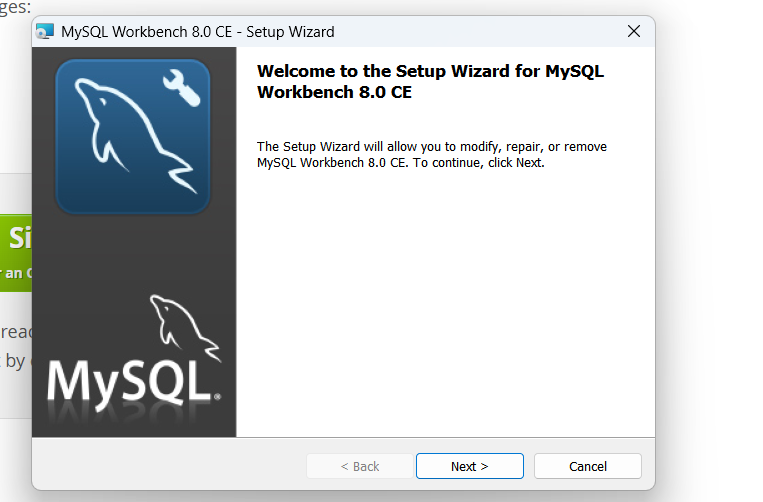 ges:
MySQL Workbench 8.0 CE - Setup Wizard
Welcome to the Setup Wizard for MySQL
Workbench 8.0 CE
The Setup Wizard will allow you to modify, repair, or remove
MySQL Workbench 8.0 CE. To continue, click Next.
Si
r an
read
by
MySQL®
< Back
Next >
Cancel